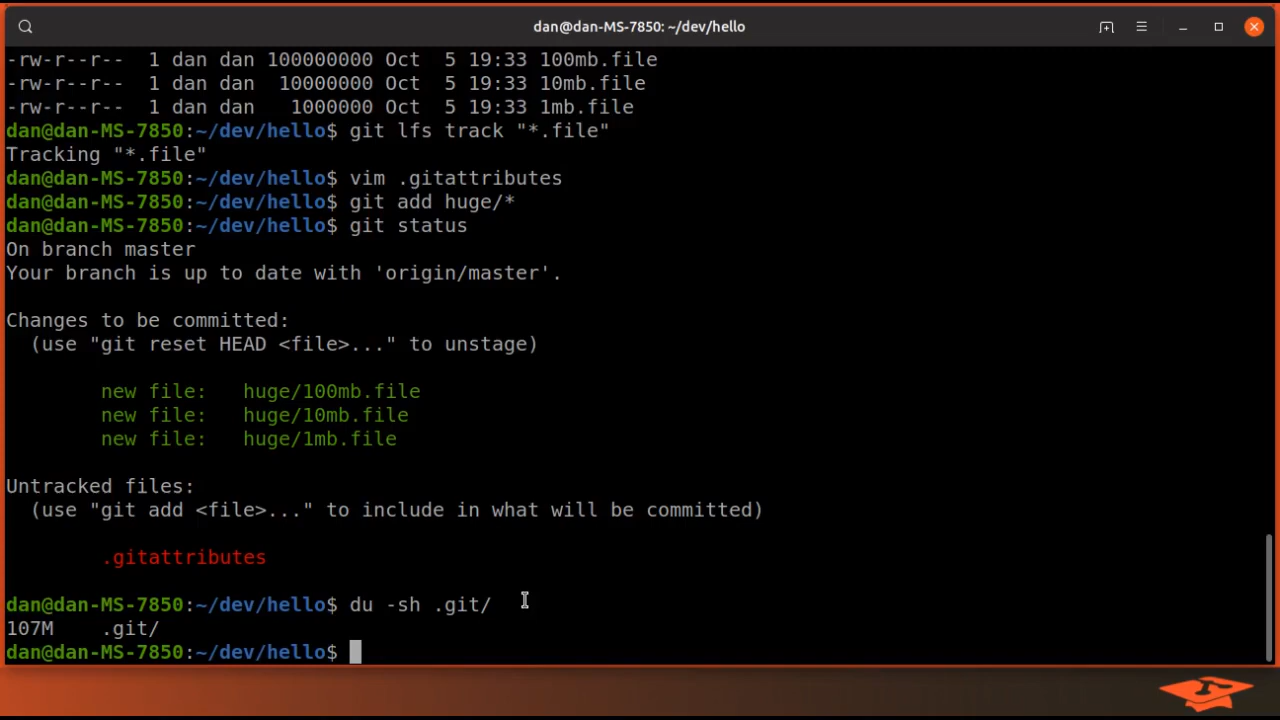 dan@dan-MS-7850: ~/dev/hello
-rw-r--r--  1 dan dan 100000000 Oct  5 19:33 100mb.file
-rw-r--r--  1 dan dan  10000000 Oct  5 19:33 10mb.file
-rw-r--r--  1 dan dan   1000000 Oct  5 19:33 1mb.file
dan@dan-MS-7850:~/dev/hello$ git lfs track "*.file"
Tracking "*.file"
dan@dan-MS-7850:~/dev/hello$ vim .gitattributes
dan@dan-MS-7850:~/dev/hello$ git add huge/*
dan@dan-MS-7850:~/dev/hello$ git status
On branch master
Your branch is up to date with 'origin/master'.
Changes to be committed:
  (use "git reset HEAD <file>..." to unstage)
        new file:   huge/100mb.file
        new file:   huge/10mb.file
        new file:   huge/1mb.file
Untracked files:
  (use "git add <file>..." to include in what will be committed)
        .gitattributes
dan@dan-MS-7850:~/dev/hello$ du -sh .git/
107M    .git/
dan@dan-MS-7850:~/dev/hello$